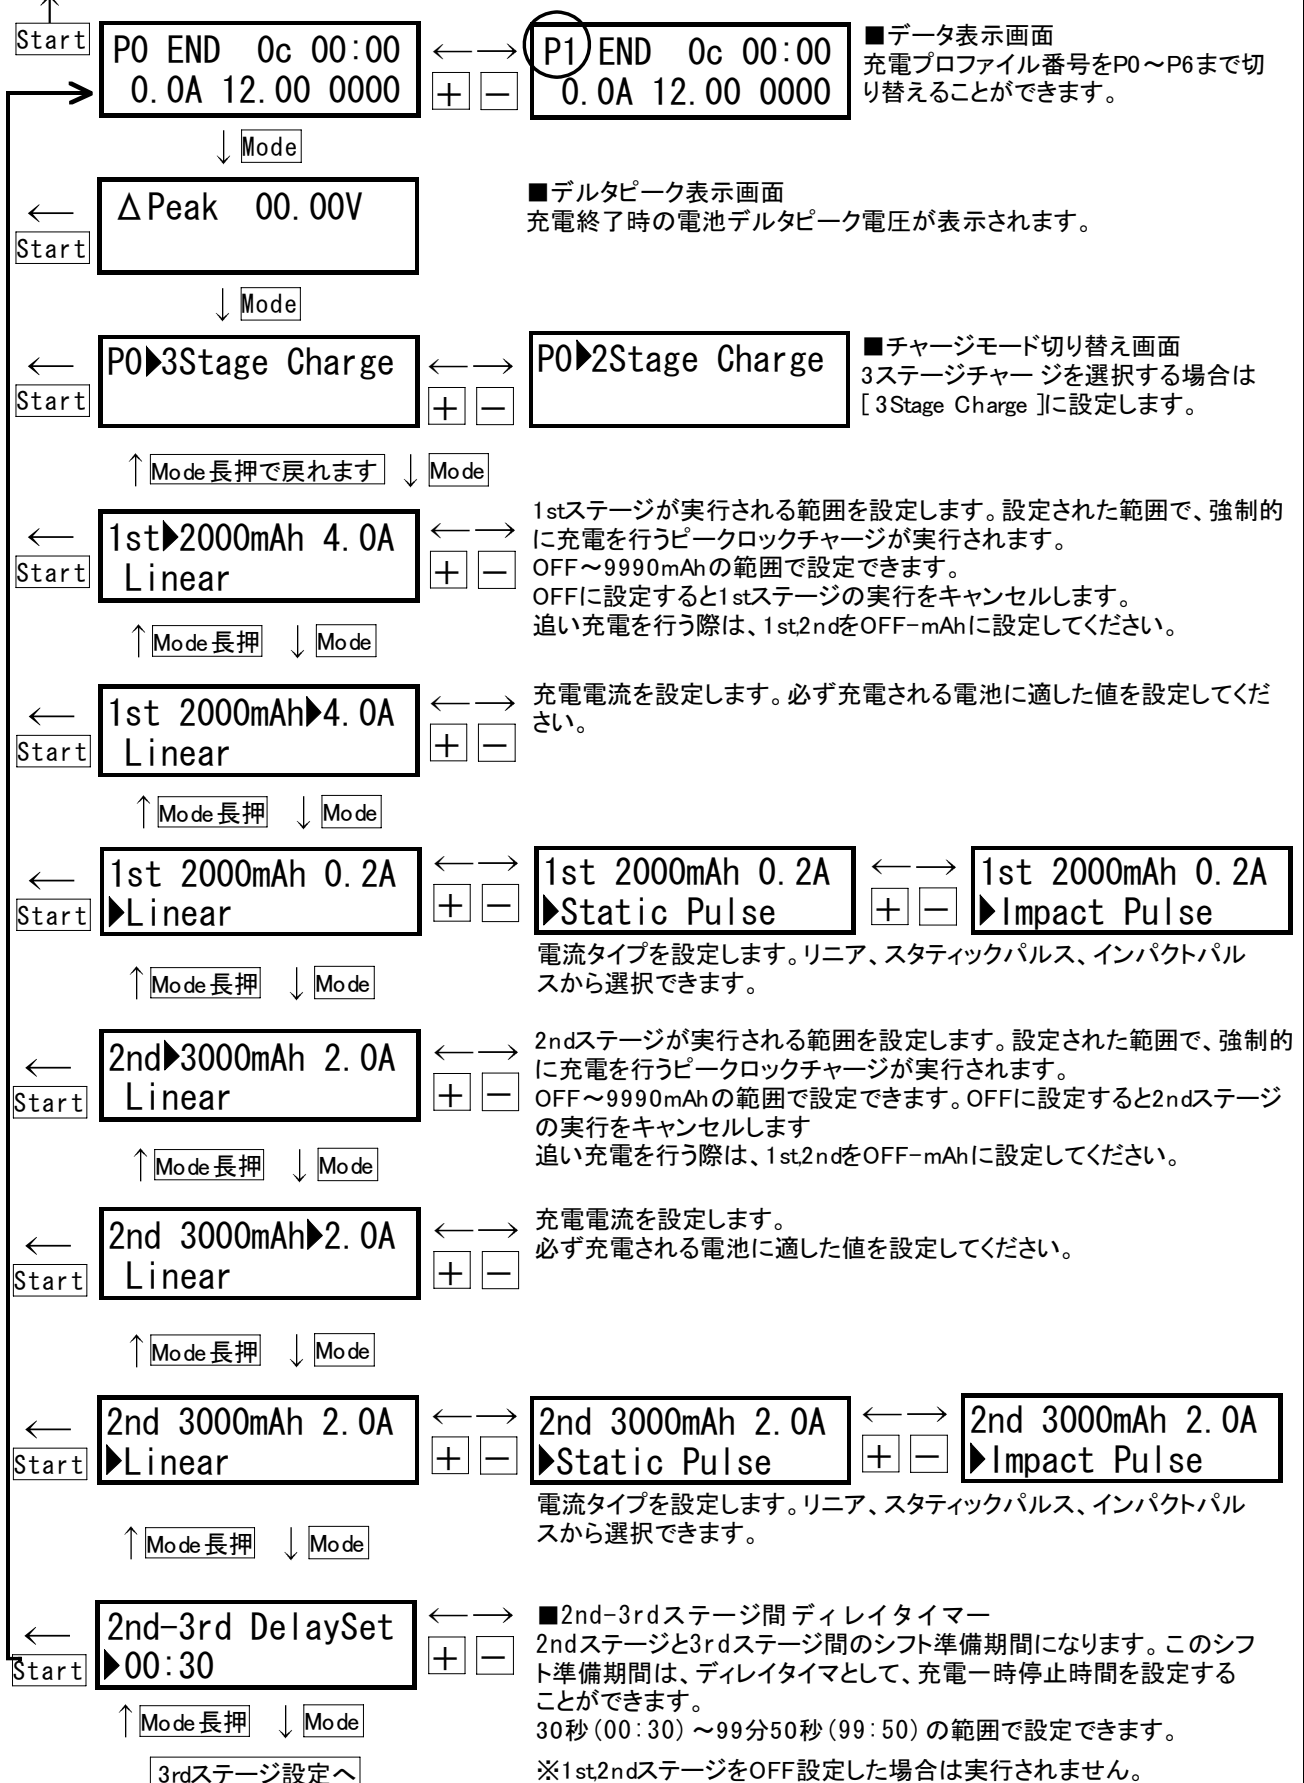 Start
P0 END 0c 00:00
0.0A 12.00 0000
←→
+ −
P1 END 0c 00:00
0.0A 12.00 0000
■データ表示画面
充電プロファイル番号をP0～P6まで切
り替えることができます。
↓ Mode
←
Start
ΔPeak 00.00V
■デルタピーク表示画面
充電終了時の電池デルタピーク電圧が表示されます。
↓ Mode
←
Start
P0▶3Stage Charge
←→
+ −
P0▶2Stage Charge
■チャージモード切り替え画面
3ステージチャージを選択する場合は
[ 3Stage Charge ]に設定します。
↑ Mode長押で戻れます ↓ Mode
←
Start
1st▶2000mAh 4.0A
Linear
←→
+ −
1stステージが実行される範囲を設定します。設定された範囲で、強制的
に充電を行うピークロックチャージが実行されます。
OFF～9990mAhの範囲で設定できます。
OFFに設定すると1stステージの実行をキャンセルします。
追い充電を行う際は、1st,2ndをOFF-mAhに設定してください。
↑ Mode長押 ↓ Mode
←
Start
1st 2000mAh▶4.0A
Linear
←→
+ −
充電電流を設定します。必ず充電される電池に適した値を設定してくだ
さい。
↑ Mode長押 ↓ Mode
←
Start
1st 2000mAh 0.2A
▶Linear
←→
+ −
1st 2000mAh 0.2A
▶Static Pulse
←→
+ −
1st 2000mAh 0.2A
▶Impact Pulse
電流タイプを設定します。リニア、スタティックパルス、インパクトパル
スから選択できます。
↑ Mode長押 ↓ Mode
←
Start
2nd▶3000mAh 2.0A
Linear
←→
+ −
2ndステージが実行される範囲を設定します。設定された範囲で、強制的
に充電を行うピークロックチャージが実行されます。
OFF～9990mAhの範囲で設定できます。OFFに設定すると2ndステージ
の実行をキャンセルします
追い充電を行う際は、1st,2ndをOFF-mAhに設定してください。
↑ Mode長押 ↓ Mode
←
Start
2nd 3000mAh▶2.0A
Linear
←→
+ −
充電電流を設定します。
必ず充電される電池に適した値を設定してください。
↑ Mode長押 ↓ Mode
←
Start
2nd 3000mAh 2.0A
▶Linear
←→
+ −
2nd 3000mAh 2.0A
▶Static Pulse
←→
+ −
2nd 3000mAh 2.0A
▶Impact Pulse
電流タイプを設定します。リニア、スタティックパルス、インパクトパル
スから選択できます。
↑ Mode長押 ↓ Mode
←
Start
2nd-3rd DelaySet
▶00:30
←→
+ −
■2nd-3rdステージ間ディレイタイマー
2ndステージと3rdステージ間のシフト準備期間になります。このシフ
ト準備期間は、ディレイタイマとして、充電一時停止時間を設定する
ことができます。
30秒(00:30)～99分50秒(99:50)の範囲で設定できます。
※1st,2ndステージをOFF設定した場合は実行されません。
↑ Mode長押 ↓ Mode
3rdステージ設定へ